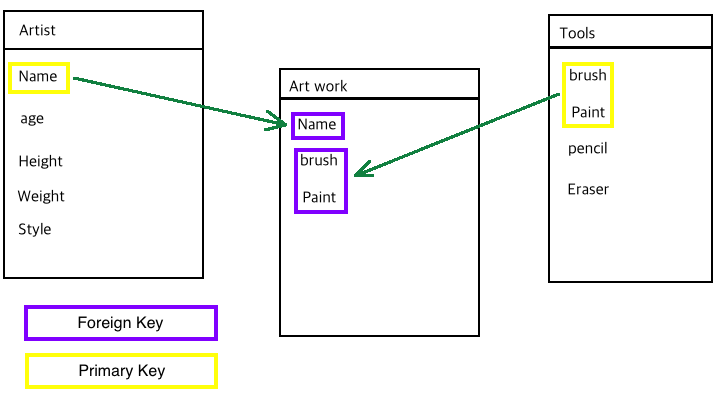 Artist
Name
age
Height
Weight
Style
Art work
Name
brush
Paint
Tools
brush
Paint
pencil
Eraser
Foreign Key
Primary Key